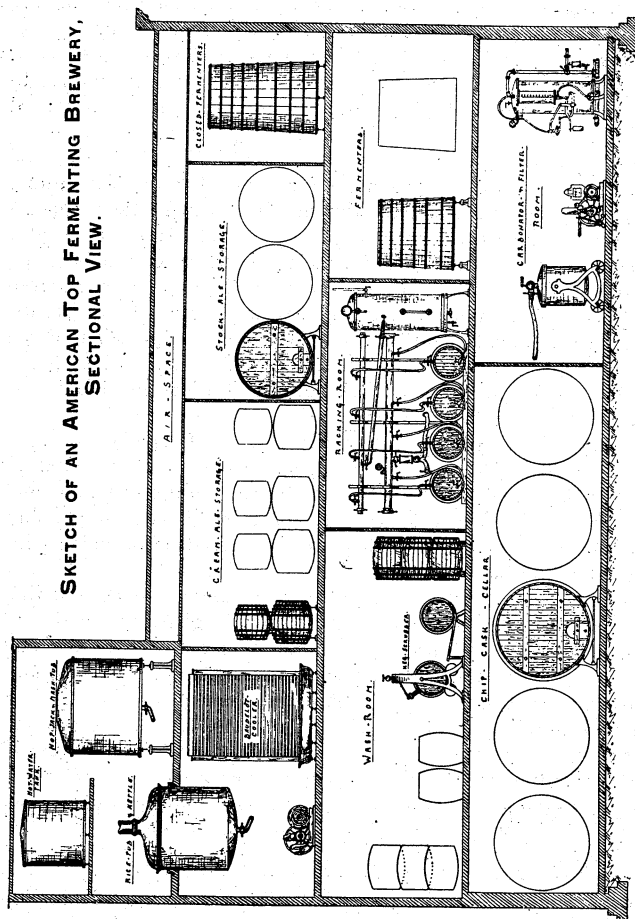 SKETCH OF AN AMERICAN TOP FERMENTING BREWERY,
SECTIONAL VIEW.
AIR-SPACE.
HOT-WATER
TANK
HOP-JACK & MASH-TUB
RICE-TUB & KETTLE.
BAUDELOT
COOLER.
CREAM-ALE-STORAGE.
STOCK-ALE-STORAGE.
CLOSED-FERMENTERS.
WASH-ROOM.
KEG-SCRUBBER
RACKING-ROOM.
FERMENTERS.
CHIP-CASK-CELLAR
CARBONATOR & FILTER
ROOM.